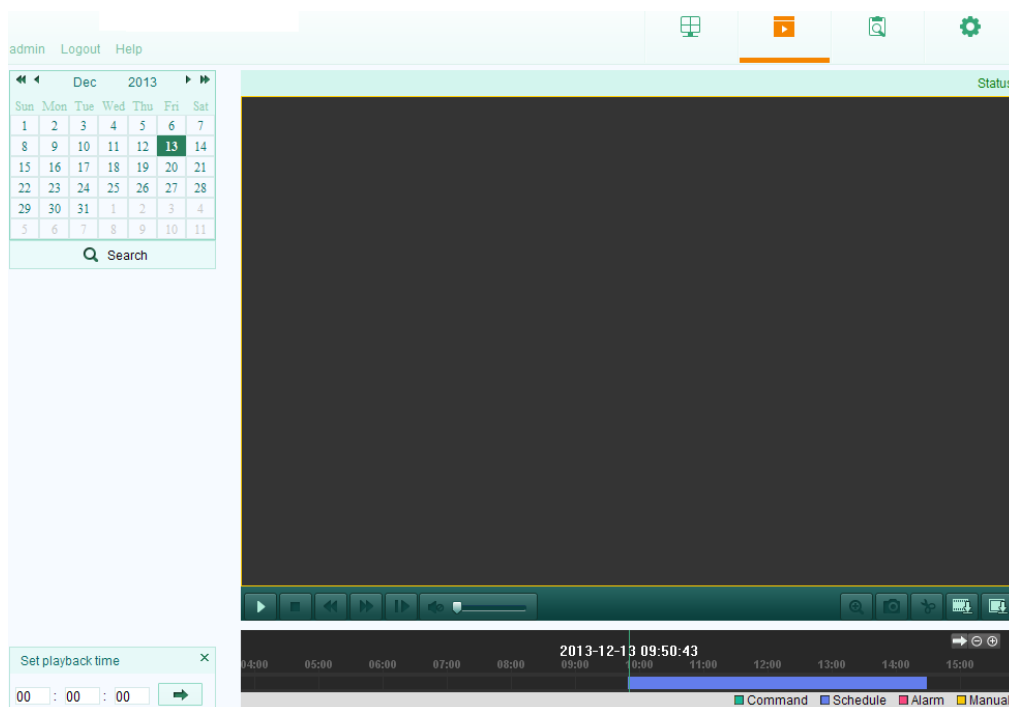 admin Logout Help
Status
Dec 2013
Sun Mon Tue Wed Thu Fri Sat
1 2 3 4 5 6 7
8 9 10 11 12 13 14
15 16 17 18 19 20 21
22 23 24 25 26 27 28
29 30 31 1 2 3 4
5 6 7 8 9 10 11
Search
Set playback time
00 : 00 : 00
2013-12-13 09:50:43
04:00 05:00 06:00 07:00 08:00 09:00 10:00 11:00 12:00 13:00 14:00 15:00
Command Schedule Alarm Manual